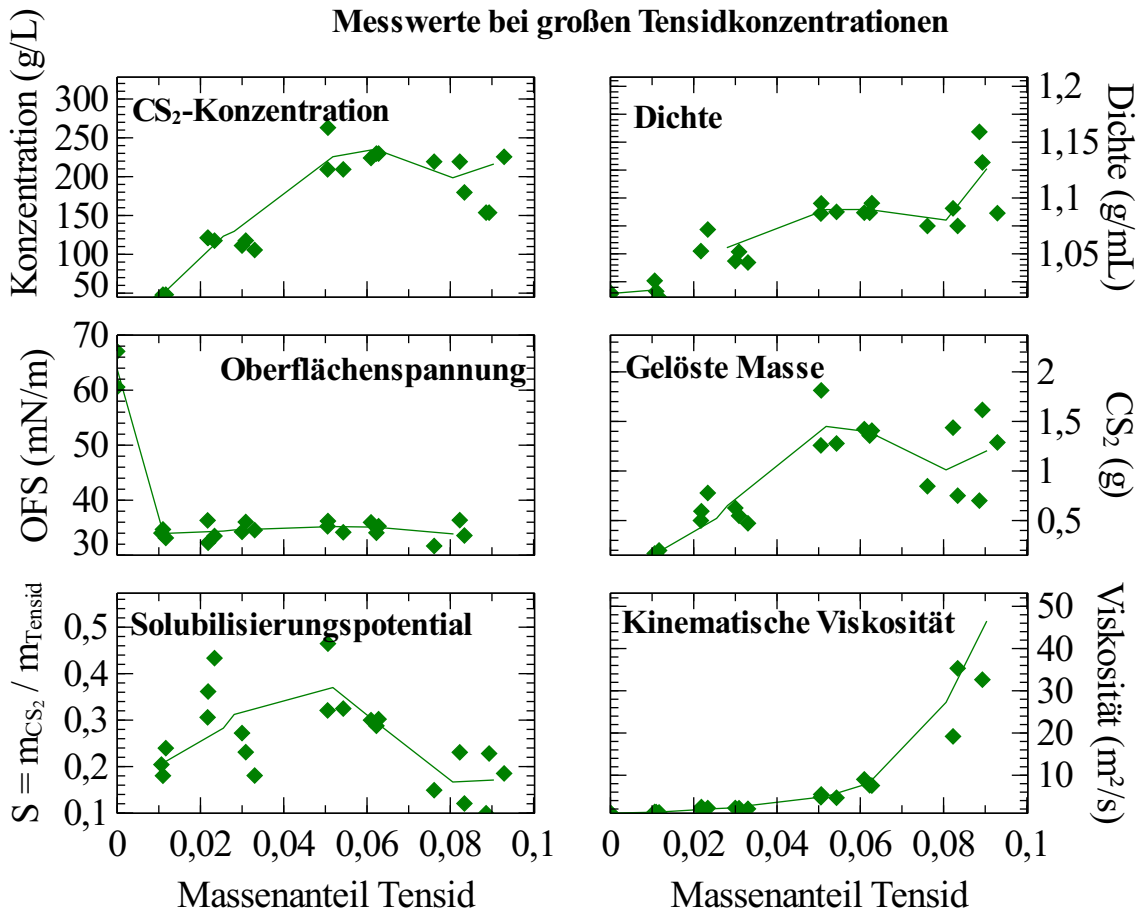 Messwerte bei großen Tensidkonzentrationen
Konzentration (g/L)
300
250
200
150
100
50
CS₂-Konzentration
Dichte
1,2
1,15
1,1
1,05
Dichte (g/mL)
OFS (mN/m)
70
60
50
40
30
Oberflächenspannung
Gelöste Masse
2
1,5
1
0,5
CS₂ (g)
S = m_CS₂ / m_Tensid
0,5
0,4
0,3
0,2
0,1
Solubilisierungspotential
Kinematische Viskosität
50
40
30
20
10
Viskosität (m²/s)
0 0,02 0,04 0,06 0,08 0,1
0 0,02 0,04 0,06 0,08 0,1
Massenanteil Tensid
Massenanteil Tensid